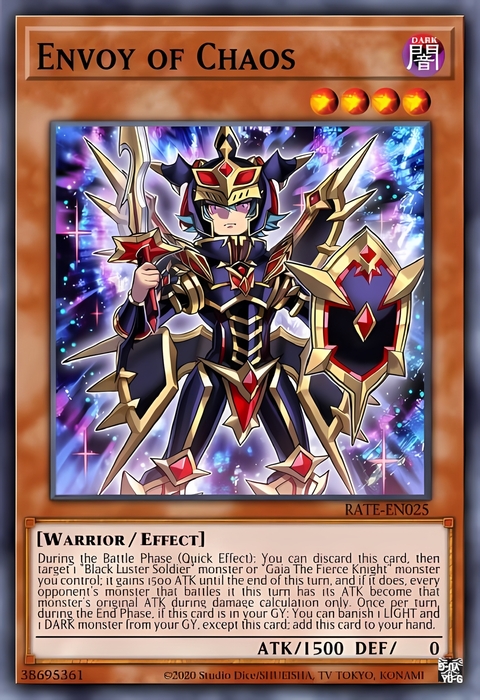 ENVOY OF CHAOS
DARK
闇
RATE-EN025
[WARRIOR / EFFECT]
During the Battle Phase (Quick Effect): You can discard this card, then
target 1 "Black Luster Soldier" monster or "Gaia The Fierce Knight" monster
you control; it gains 1500 ATK until the end of this turn, and if it does, every
opponent's monster that battles it this turn has its ATK become that
monster's original ATK during damage calculation only. Once per turn,
during the End Phase, if this card is in your GY: You can banish 1 LIGHT and
1 DARK monster from your GY, except this card; add this card to your hand.
ATK/1500 DEF/ 0
38695361
©2020 Studio Dice/SHUEISHA, TV TOKYO, KONAMI